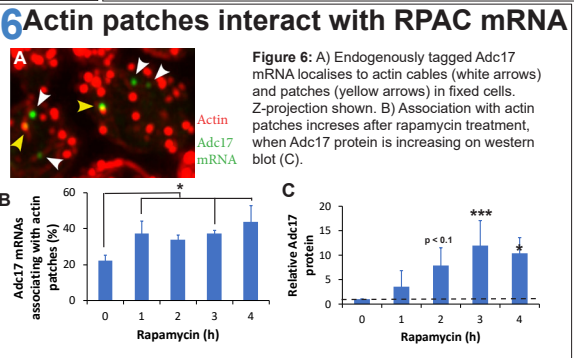 6 Actin patches interact with RPAC mRNA
A
Actin
Adc17
mRNA
Figure 6: A) Endogenously tagged Adc17
mRNA localises to actin cables (white arrows)
and patches (yellow arrows) in fixed cells.
Z-projection shown. B) Association with actin
patches increses after rapamycin treatment,
when Adc17 protein is increasing on western
blot (C).
B
Adc17 mRNAs
associating with actin
patches (%)
60
40
20
0
*
0 1 2 3 4
Rapamycin (h)
C
Relative Adc17
protein
20
15
10
5
0
p < 0.1
***
*
0 1 2 3 4
Rapamycin (h)